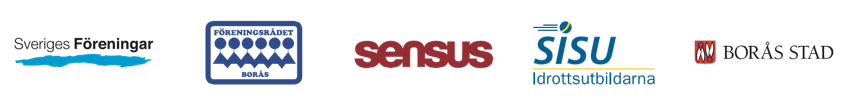 Sveriges Föreningar
FÖRENINGSRÅDET
BORÅS
sensus
SISU
Idrottsutbildarna
BORÅS STAD